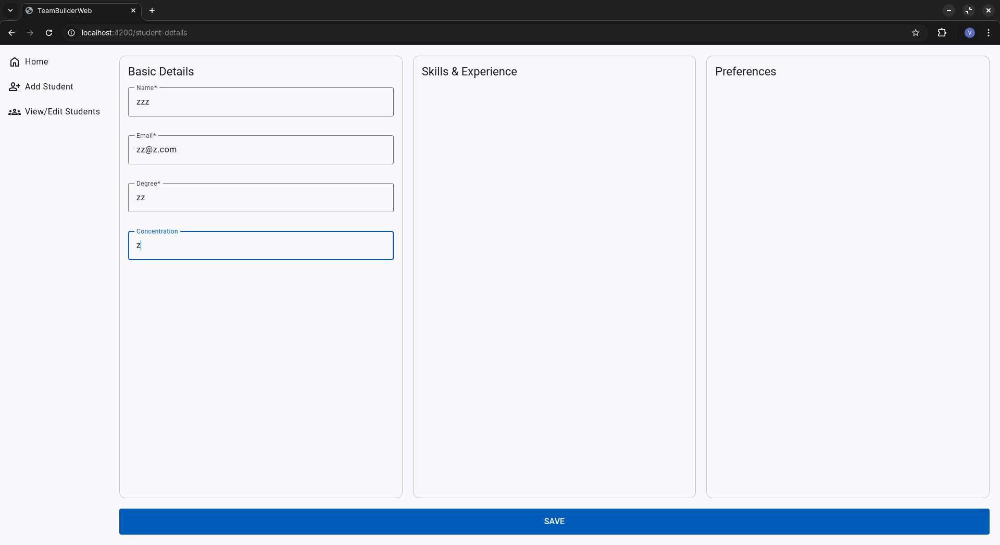 TeamBuilderWeb
localhost:4200/student-details
V
Home
Add Student
View/Edit Students
Basic Details
Name*
zzz
Email*
zz@z.com
Degree*
zz
Concentration
z
Skills & Experience
Preferences
SAVE